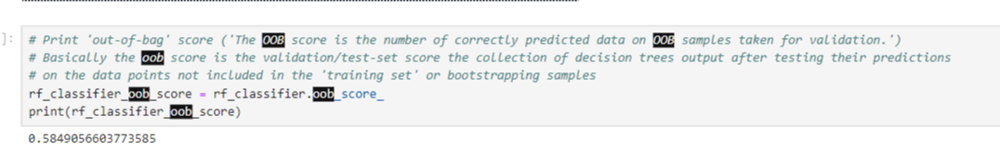 ]:
# Print 'out-of-bag' score ('The OOB score is the number of correctly predicted data on OOB samples taken for validation.')
# Basically the oob score is the validation/test-set score the collection of decision trees output after testing their predictions
# on the data points not included in the 'training set' or bootstrapping samples
rf_classifier_oob_score = rf_classifier.oob_score_
print(rf_classifier_oob_score)
0.5849056603773585